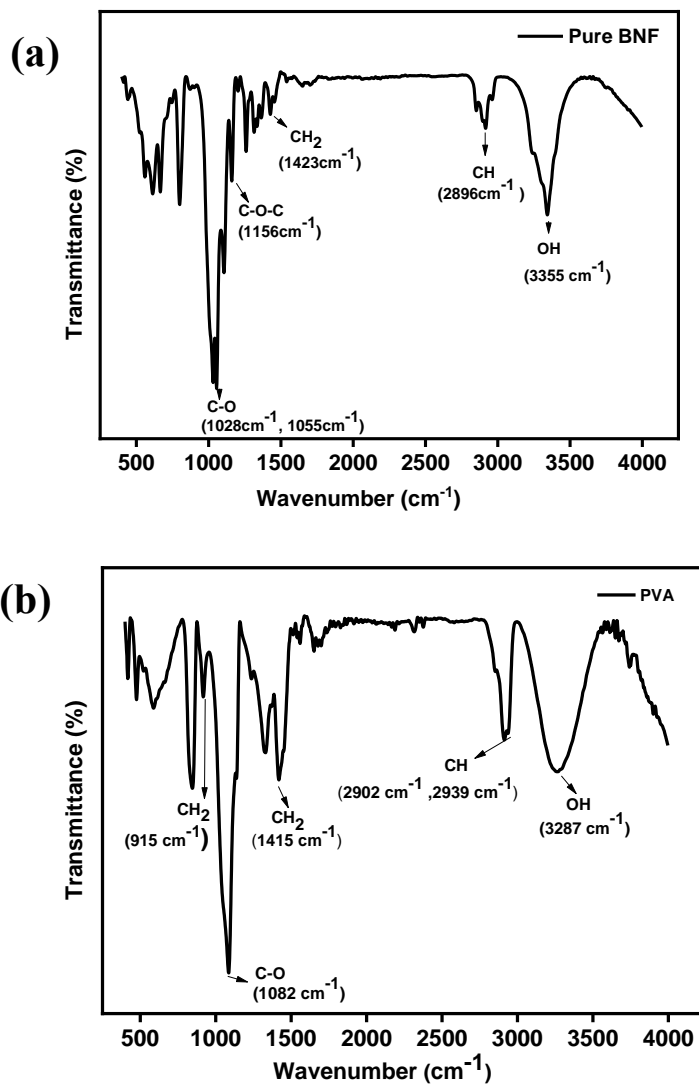 (a)
Pure BNF
CH2
(1423cm-1)
CH
(2896cm-1)
C-O-C
(1156cm-1)
OH
(3355 cm-1)
C-O
(1028cm-1, 1055cm-1)
Transmittance (%)
500 1000 1500 2000 2500 3000 3500 4000
Wavenumber (cm-1)
(b)
PVA
CH
(2902 cm-1 ,2939 cm-1)
CH2
(915 cm-1)
CH2
(1415 cm-1)
OH
(3287 cm-1)
C-O
(1082 cm-1)
Transmittance (%)
500 1000 1500 2000 2500 3000 3500 4000
Wavenumber (cm-1)